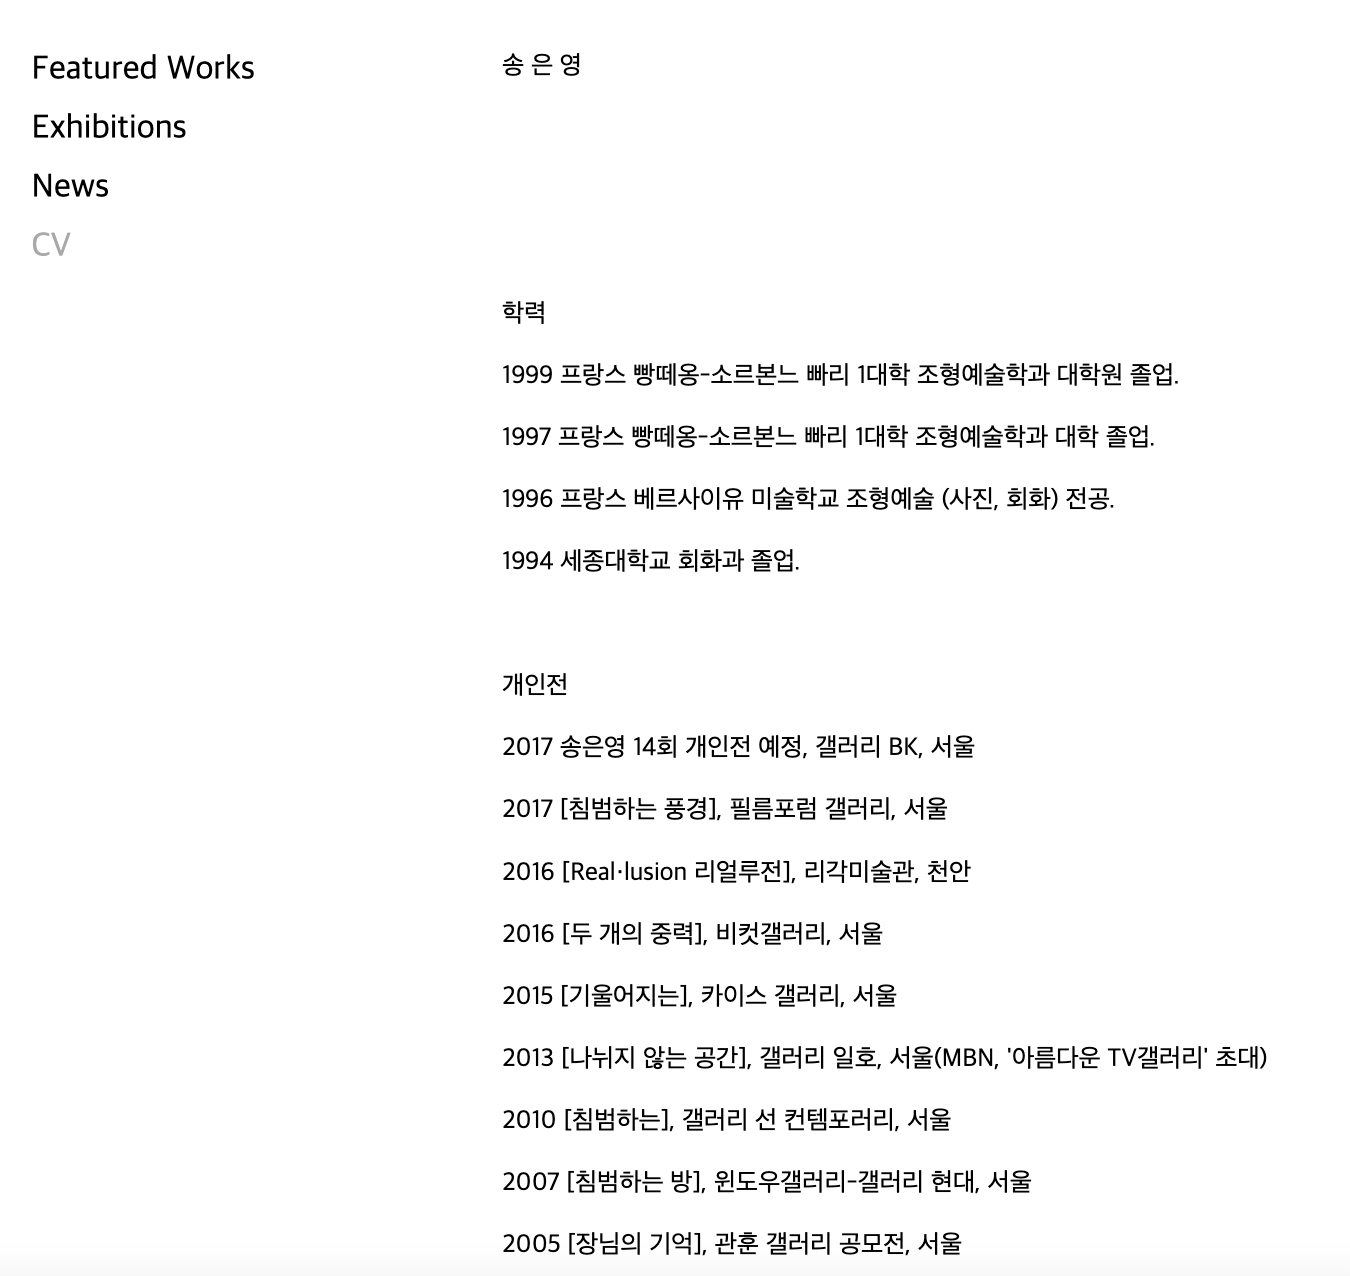 Featured Works
Exhibitions
News
CV
송 은 영
학력
1999 프랑스 빵떼옹-소르본느 빠리 1대학 조형예술학과 대학원 졸업.
1997 프랑스 빵떼옹-소르본느 빠리 1대학 조형예술학과 대학 졸업.
1996 프랑스 베르사이유 미술학교 조형예술 (사진, 회화) 전공.
1994 세종대학교 회화과 졸업.
개인전
2017 송은영 14회 개인전 예정, 갤러리 BK, 서울
2017 [침범하는 풍경], 필름포럼 갤러리, 서울
2016 [Real·lusion 리얼루전], 리각미술관, 천안
2016 [두 개의 중력], 비컷갤러리, 서울
2015 [기울어지는], 카이스 갤러리, 서울
2013 [나뉘지 않는 공간], 갤러리 일호, 서울(MBN, '아름다운 TV갤러리' 초대)
2010 [침범하는], 갤러리 선 컨템포러리, 서울
2007 [침범하는 방], 윈도우갤러리-갤러리 현대, 서울
2005 [장님의 기억], 관훈 갤러리 공모전, 서울